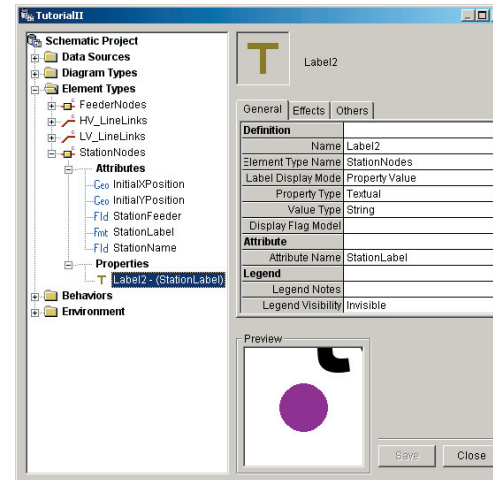 TutorialII
Schematic Project
Data Sources
Diagram Types
Element Types
FeederNodes
HV_LineLinks
LV_LineLinks
StationNodes
Attributes
Geo InitialXPosition
Geo InitialYPosition
Fld StationFeeder
Fmt StationLabel
Fld StationName
Properties
T Label2 - (StationLabel)
Behaviors
Environment
T Label2
General Effects Others
Definition
Name Label2
Element Type Name StationNodes
Label Display Mode Property Value
Property Type Textual
Value Type String
Display Flag Model
Attribute
Attribute Name StationLabel
Legend
Legend Notes
Legend Visibility Invisible
Preview
Save Close